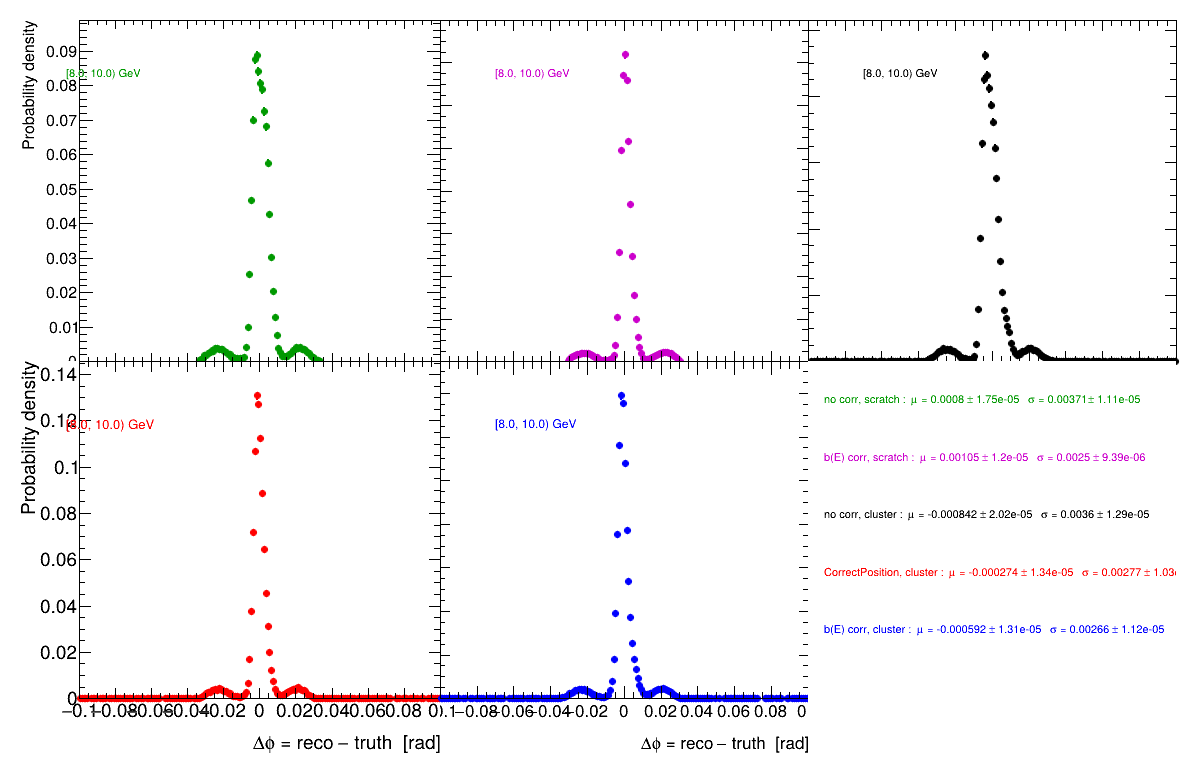 Probability density
0.09
0.08
0.07
0.06
0.05
0.04
0.03
0.02
0.01
[8.0, 10.0) GeV
[8.0, 10.0) GeV
[8.0, 10.0) GeV
Probability density
0.14
0.12
0.1
0.08
0.06
0.04
0.02
0
[8.0, 10.0) GeV
[8.0, 10.0) GeV
−0.1 −0.08 −0.06 −0.04 −0.02 0 0.02 0.04 0.06 0.08 0.1 −0.08 −0.06 −0.04 −0.02 0 0.02 0.04 0.06 0.08 0
Δϕ = reco − truth [rad]
Δϕ = reco − truth [rad]
no corr, scratch : μ = 0.0008 ± 1.75e-05 σ = 0.00371± 1.11e-05
b(E) corr, scratch : μ = 0.00105 ± 1.2e-05 σ = 0.0025 ± 9.39e-06
no corr, cluster : μ = -0.000842 ± 2.02e-05 σ = 0.0036 ± 1.29e-05
CorrectPosition, cluster : μ = -0.000274 ± 1.34e-05 σ = 0.00277 ± 1.03
b(E) corr, cluster : μ = -0.000592 ± 1.31e-05 σ = 0.00266 ± 1.12e-05